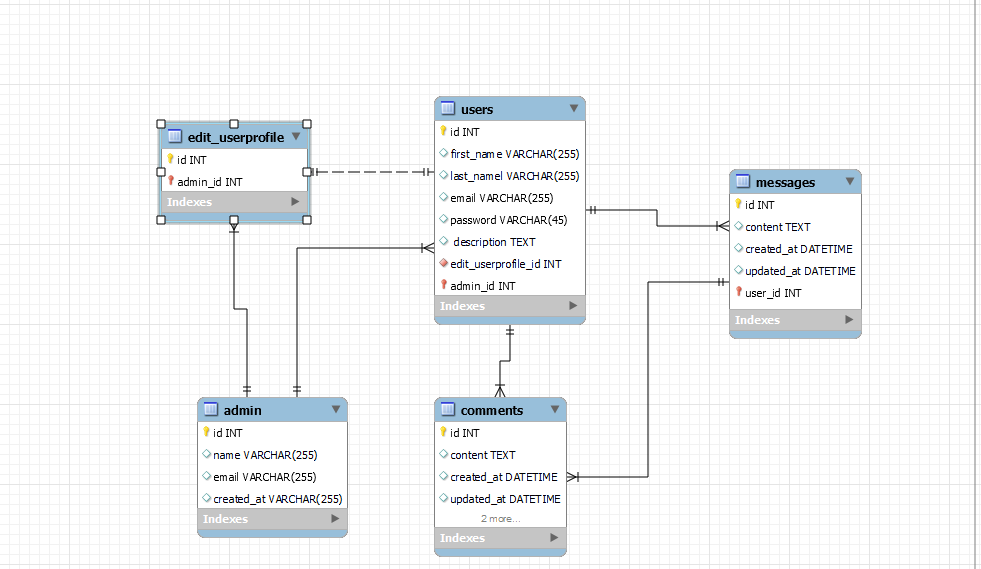 edit_userprofile
id INT
admin_id INT
Indexes
users
id INT
first_name VARCHAR(255)
last_namel VARCHAR(255)
email VARCHAR(255)
password VARCHAR(45)
description TEXT
edit_userprofile_id INT
admin_id INT
Indexes
messages
id INT
content TEXT
created_at DATETIME
updated_at DATETIME
user_id INT
Indexes
admin
id INT
name VARCHAR(255)
email VARCHAR(255)
created_at VARCHAR(255)
Indexes
comments
id INT
content TEXT
created_at DATETIME
updated_at DATETIME
2 more...
Indexes